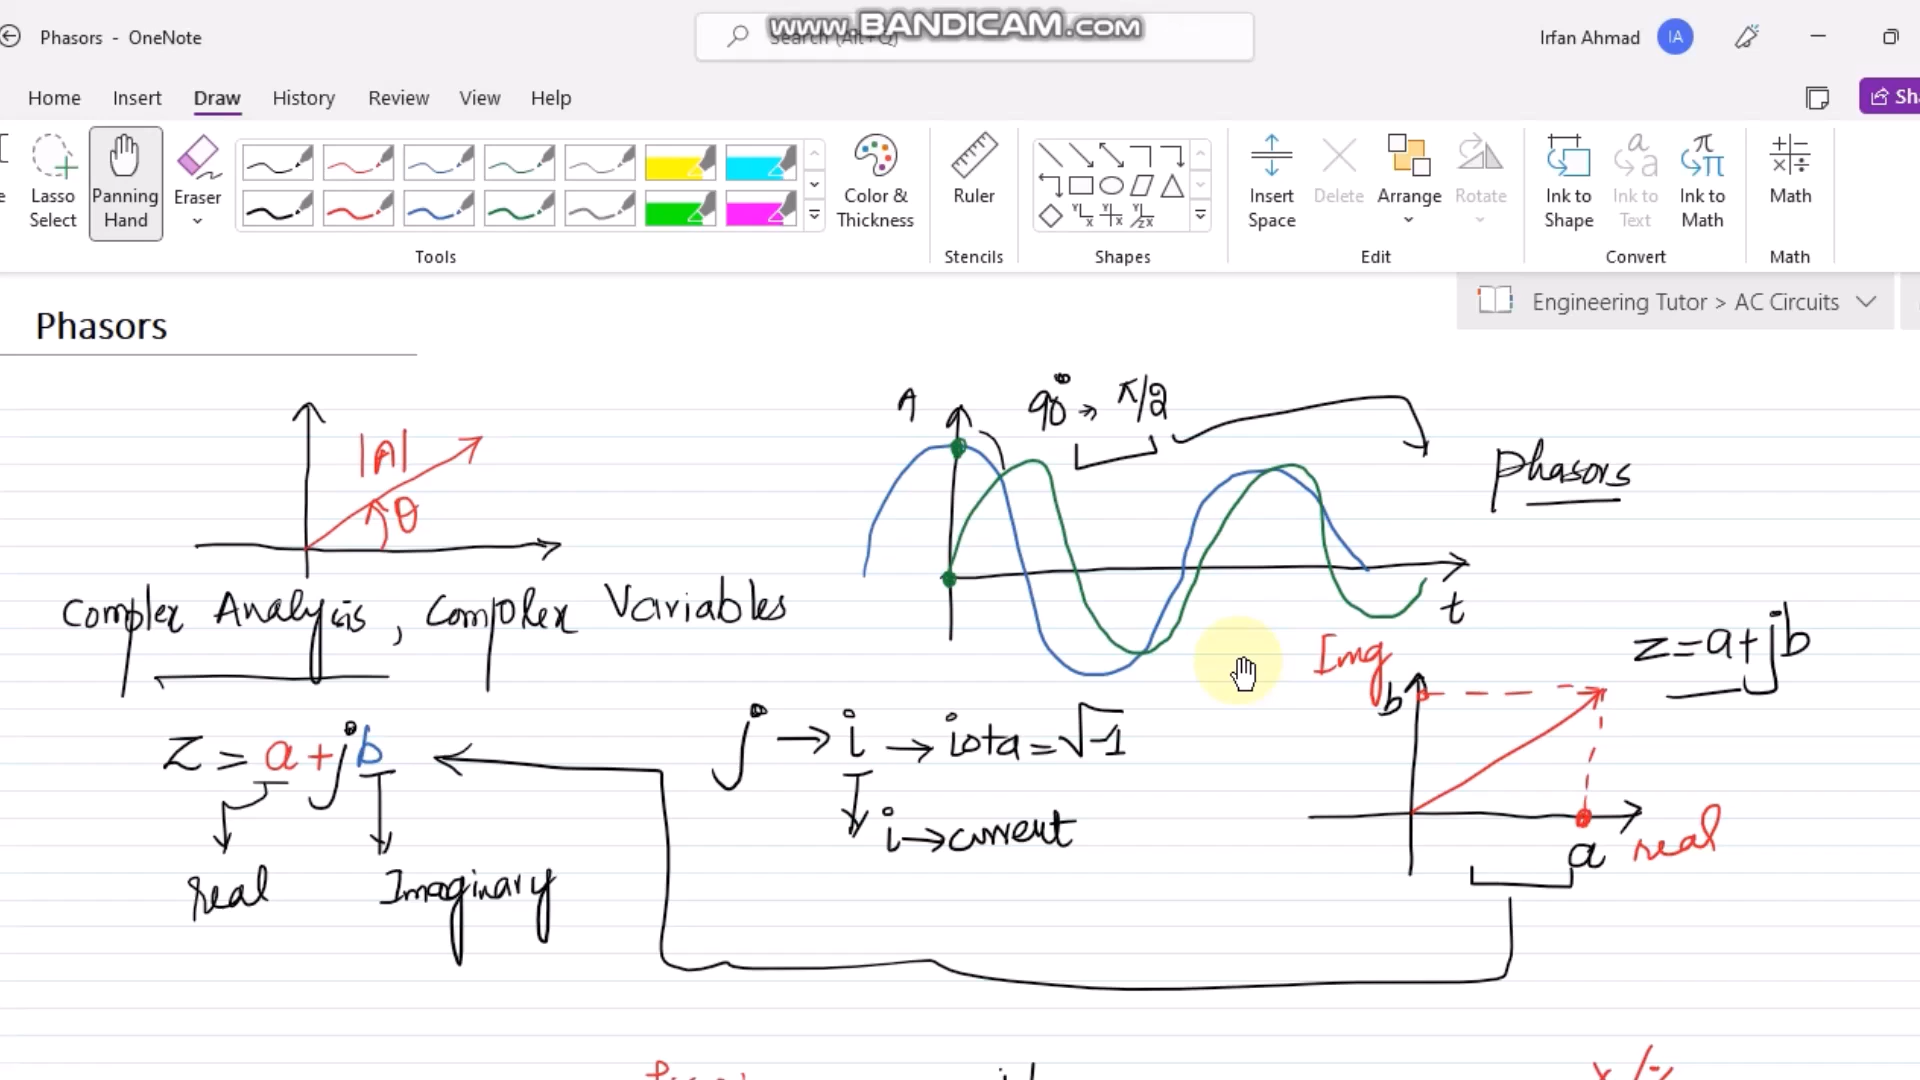 Phasors - OneNote
www.BANDICAM.com
Search (Alt+Q)
Irfan Ahmad
IA
Home Insert Draw History Review View Help
Sha
Lasso Select
Panning Hand
Eraser
Color & Thickness
Ruler
Insert Space
Delete
Arrange
Rotate
Ink to Shape
Ink to Text
Ink to Math
Math
Tools
Stencils
Shapes
Edit
Convert
Math
Engineering Tutor > AC Circuits
Phasors
|A|
θ
A
90° → π/2
phasors
t
Complex Analysis, Complex Variables
z = a + jb
real
Imaginary
j → i → iota = √-1
i → current
z = a + jb
Img
b
a
real